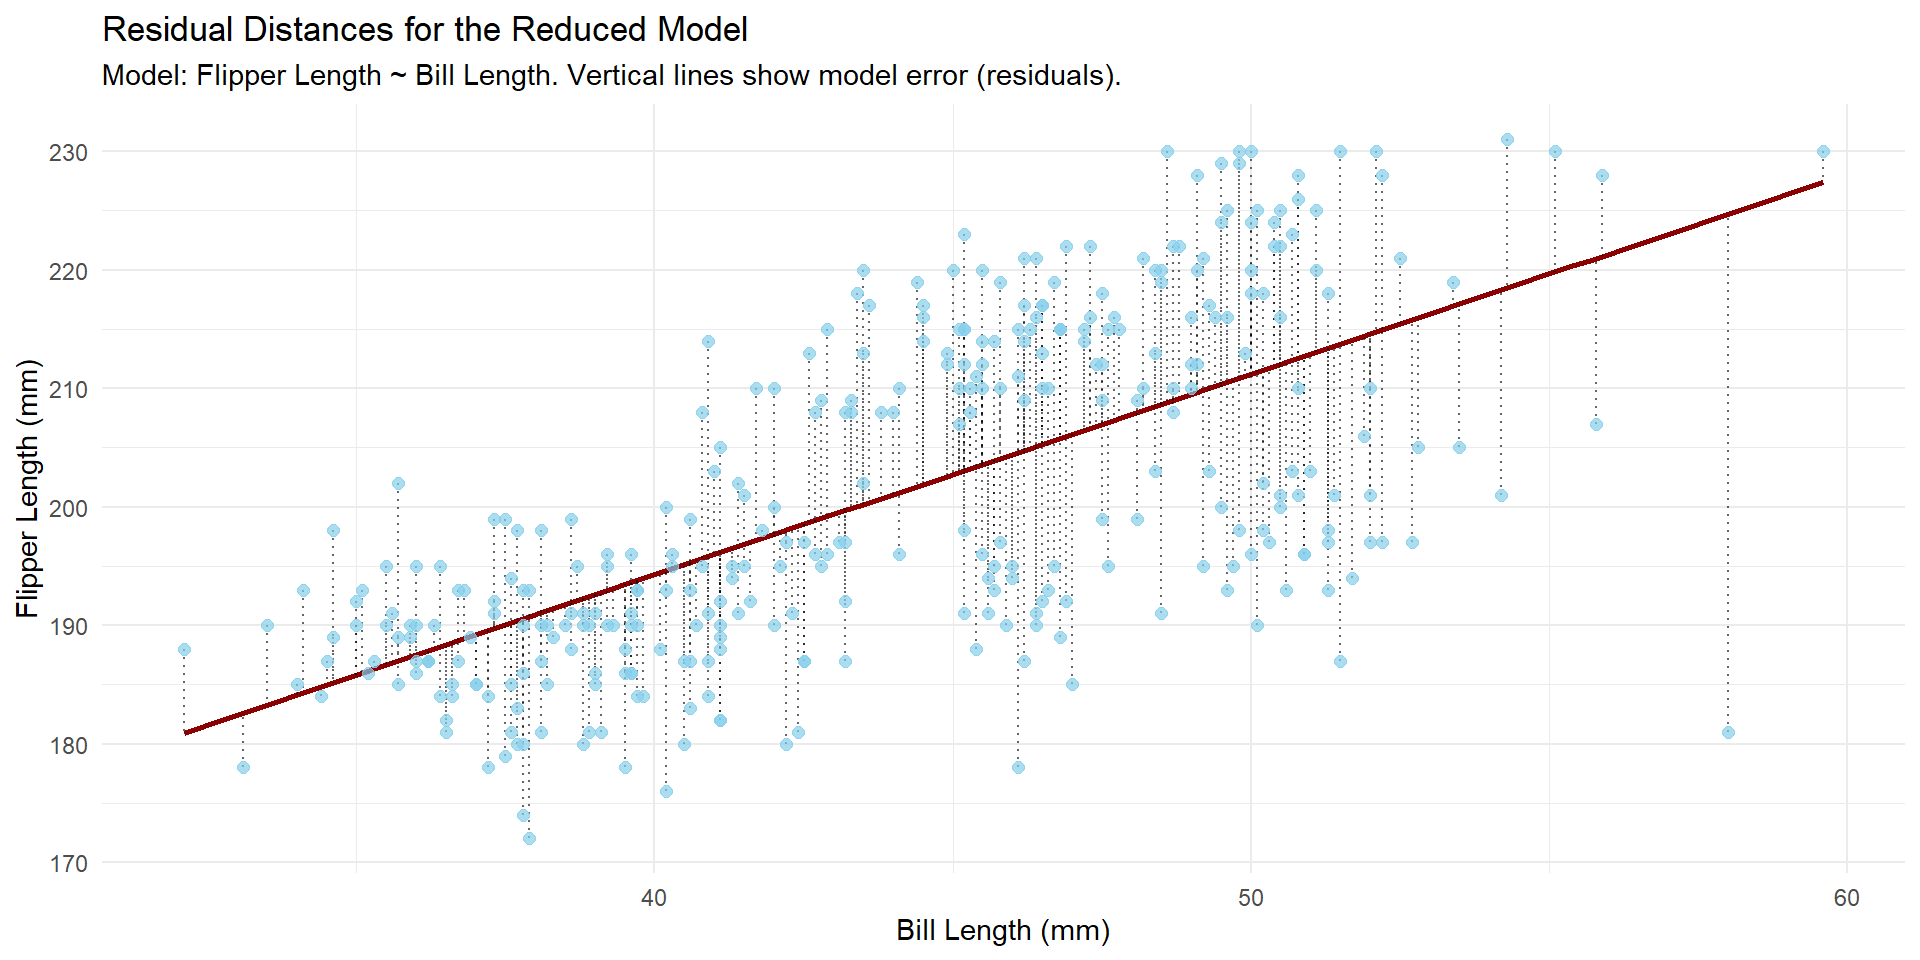 Residual Distances for the Reduced Model
Model: Flipper Length ~ Bill Length. Vertical lines show model error (residuals).
Flipper Length (mm)
230
220
210
200
190
180
170
40
50
60
Bill Length (mm)